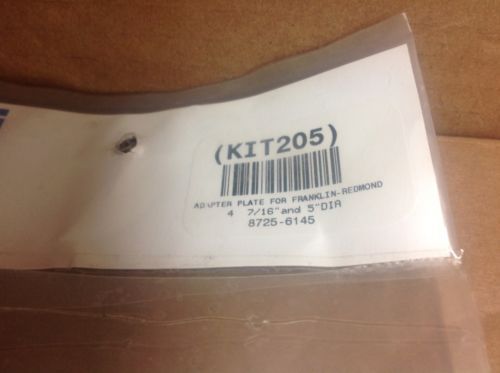 (KIT205)
ADAPTER PLATE FOR FRANKLIN-REDMOND
4 7/16" and 5"DIA
8725-6145